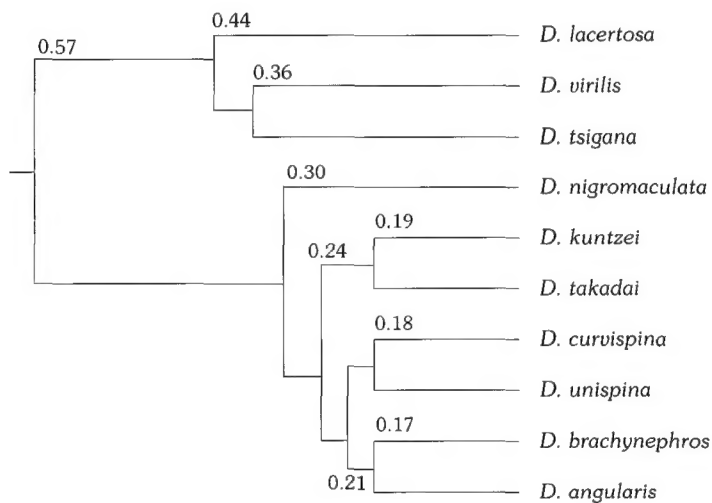 0.44
D. lacertosa
0.57
0.36
D. virilis
D. tsigana
0.30
D. nigromaculata
0.19
D. kuntzei
0.24
D. takadai
0.18
D. curvispina
D. unispina
0.17
D. brachynephros
0.21
D. angularis